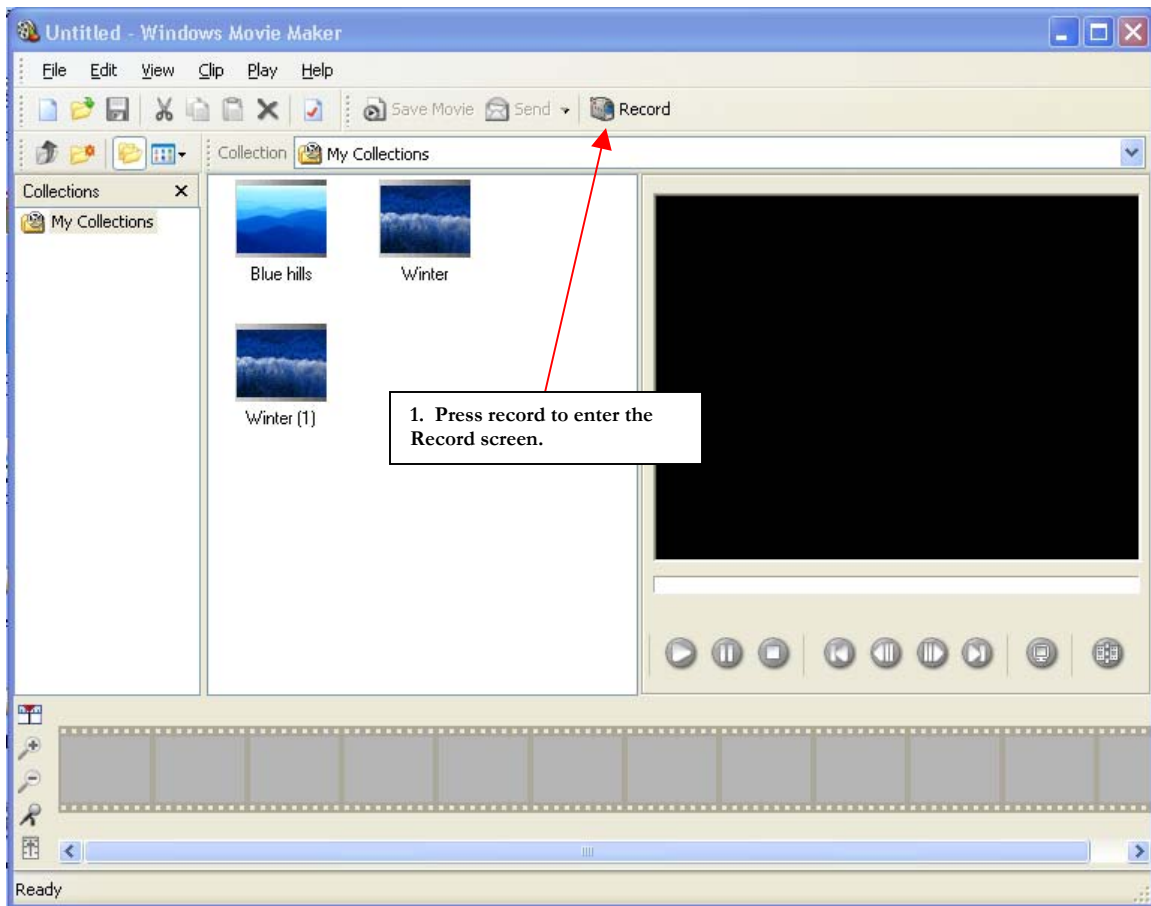 Untitled - Windows Movie Maker
File Edit View Clip Play Help
Save Movie Send Record
Collection My Collections
Collections
My Collections
Blue hills
Winter
Winter (1)
1. Press record to enter the
Record screen.
Ready